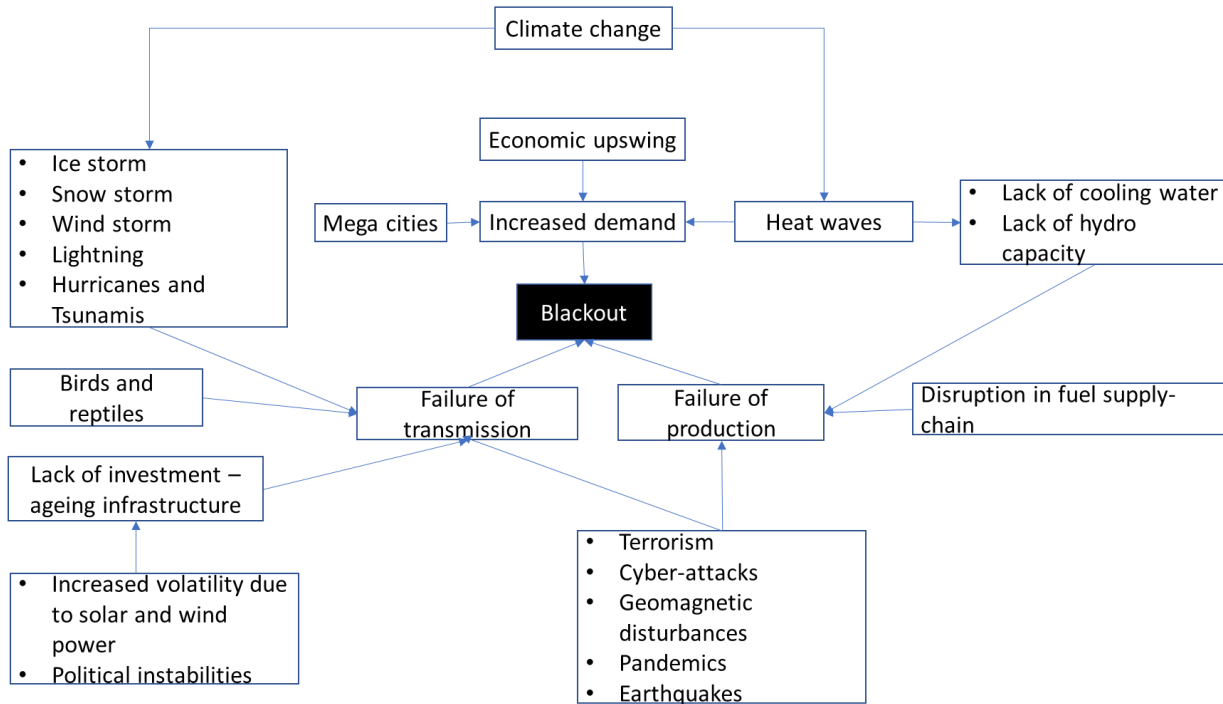 Climate change
Economic upswing
• Ice storm
• Snow storm
• Wind storm
• Lightning
• Hurricanes and
Tsunamis
Mega cities
Increased demand
Heat waves
• Lack of cooling water
• Lack of hydro
capacity
Blackout
Birds and
reptiles
Failure of
transmission
Failure of
production
Disruption in fuel supply-
chain
Lack of investment –
ageing infrastructure
• Increased volatility due
to solar and wind
power
• Political instabilities
• Terrorism
• Cyber-attacks
• Geomagnetic
disturbances
• Pandemics
• Earthquakes